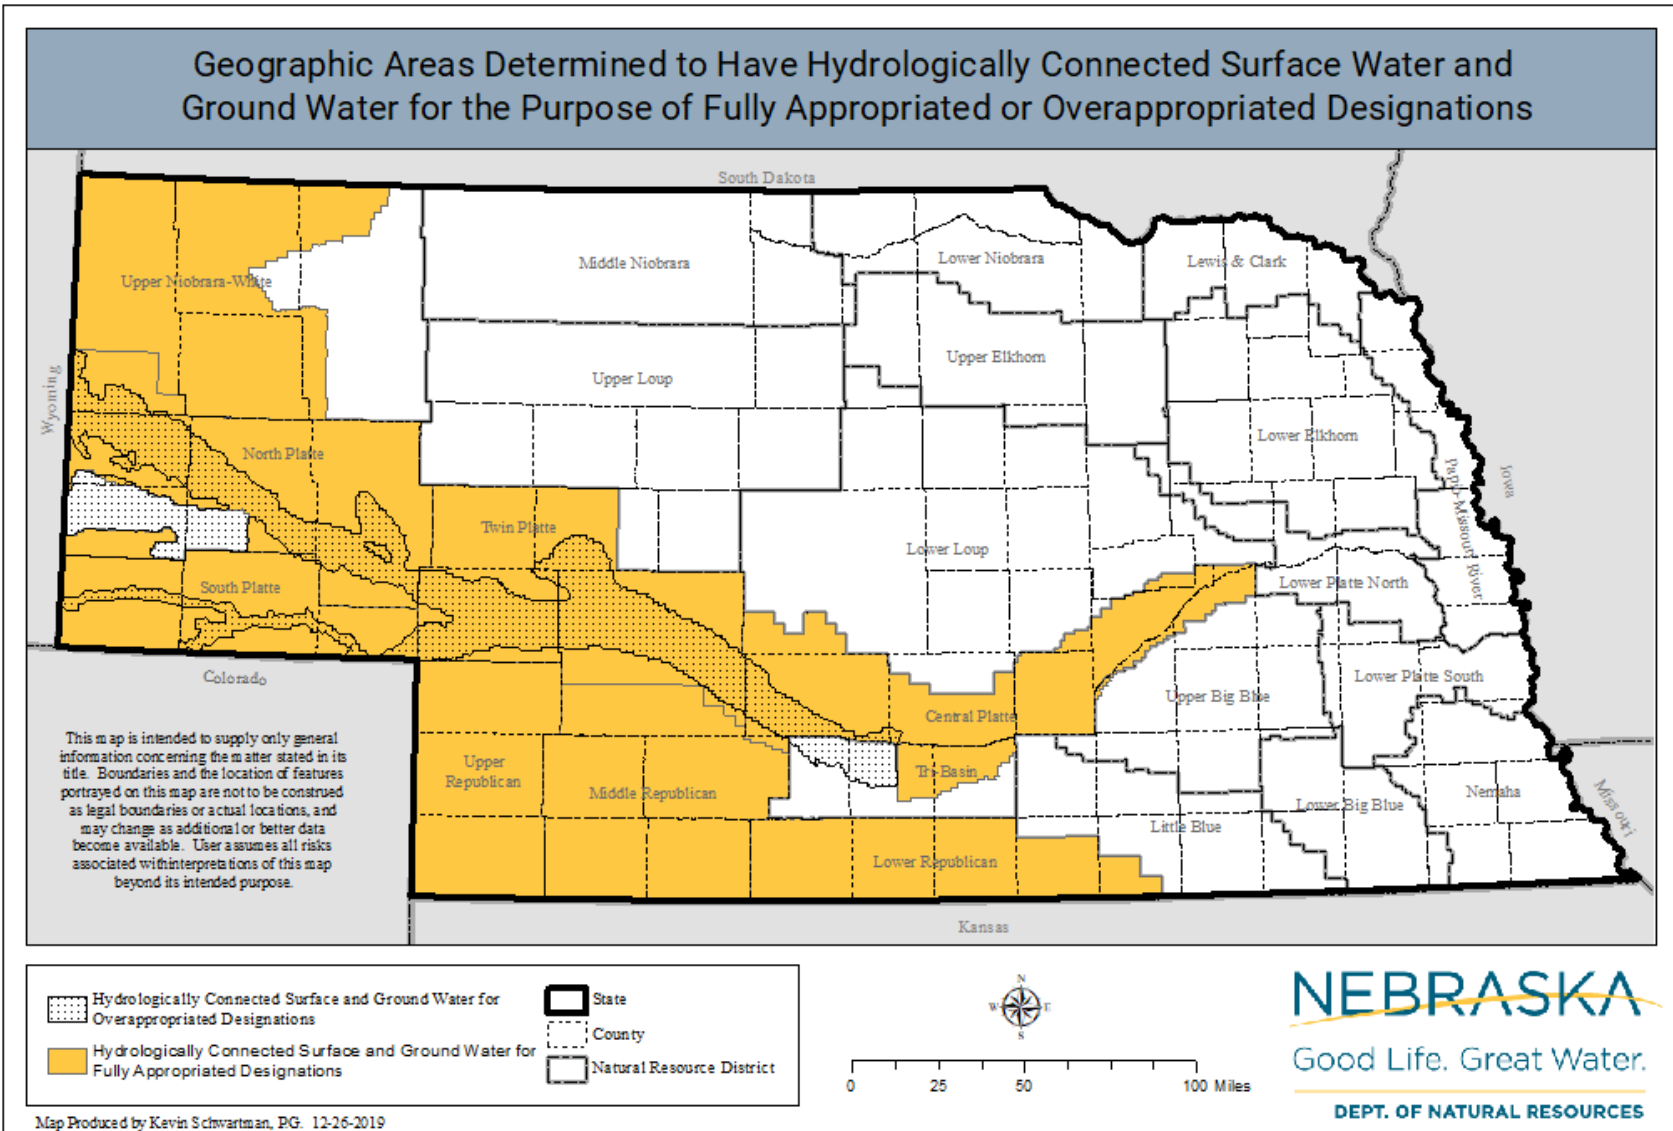 Geographic Areas Determined to Have Hydrologically Connected Surface Water and
Ground Water for the Purpose of Fully Appropriated or Overappropriated Designations
South Dakota
Middle Niobrara
Lower Niobrara
Lewis & Clark
Upper Niobrara-White
Upper Elkhorn
Upper Loup
Wyoming
Lower Elkhorn
North Platte
Iowa
Papio-Missouri River
Twin Platte
Lower Loup
Lower Platte North
South Platte
Colorado
Lower Platte South
Upper Big Blue
Central Platte
Upper
Republican
Tri-Basin
Middle Republican
Nemaha
Lower Big Blue
Missouri
Little Blue
Lower Republican
Kansas
This map is intended to supply only general
information concerning the matter stated in its
title. Boundaries and the location of features
portrayed on this map are not to be construed
as legal boundaries or actual locations, and
may change as additional or better data
become available. User assumes all risks
associated withinterpretations of this map
beyond its intended purpose.
Hydrologically Connected Surface and Ground Water for
Overappropriated Designations
Hydrologically Connected Surface and Ground Water for
Fully Appropriated Designations
State
County
Natural Resource District
N
W E
S
0 25 50 100 Miles
NEBRASKA
Good Life. Great Water.
DEPT. OF NATURAL RESOURCES
Map Produced by Kevin Schwartman, P.G. 12-26-2019